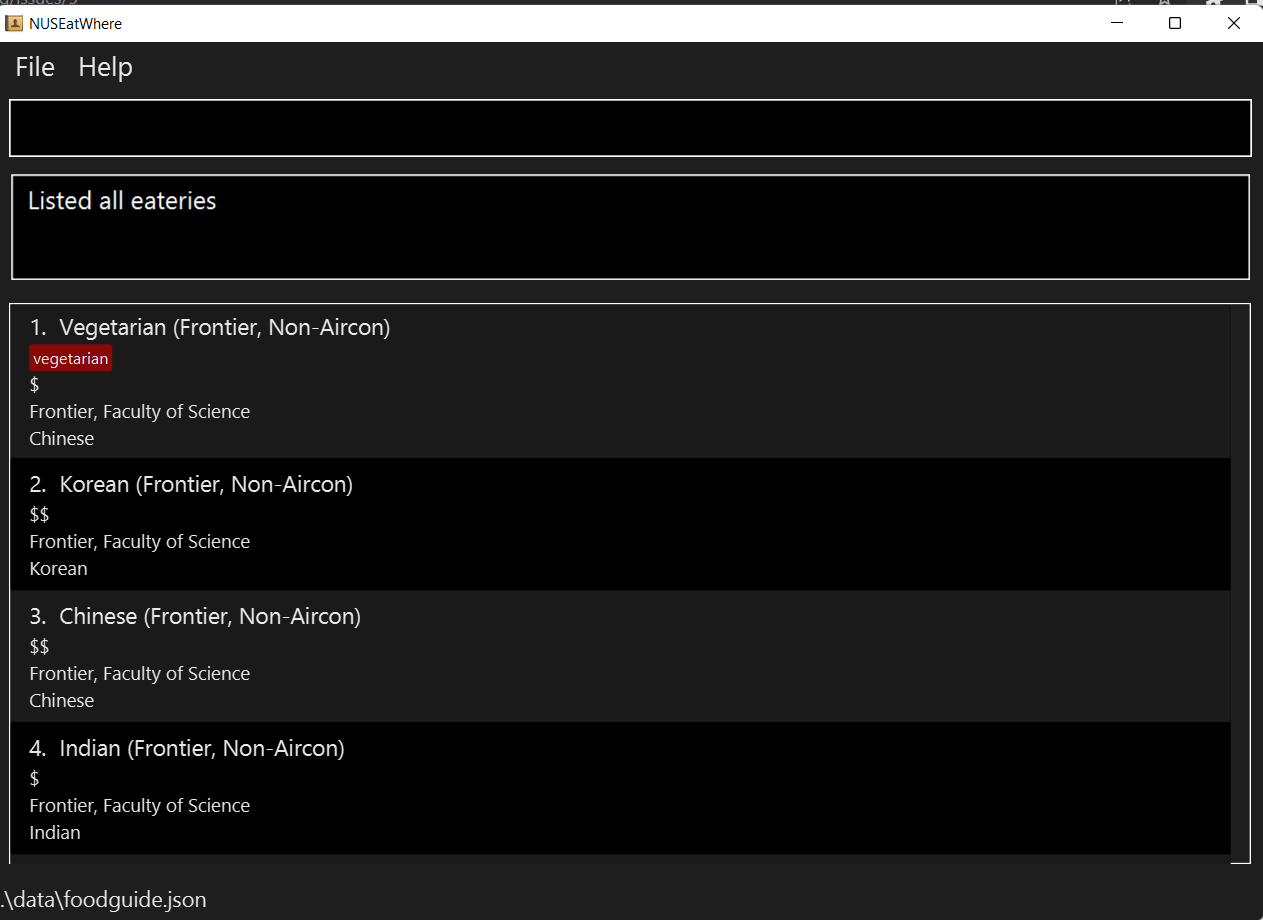 g/issues/5
NUSEatWhere
File Help
Listed all eateries
1. Vegetarian (Frontier, Non-Aircon)
vegetarian
$
Frontier, Faculty of Science
Chinese
2. Korean (Frontier, Non-Aircon)
$$
Frontier, Faculty of Science
Korean
3. Chinese (Frontier, Non-Aircon)
$$
Frontier, Faculty of Science
Chinese
4. Indian (Frontier, Non-Aircon)
$
Frontier, Faculty of Science
Indian
.\data\foodguide.json